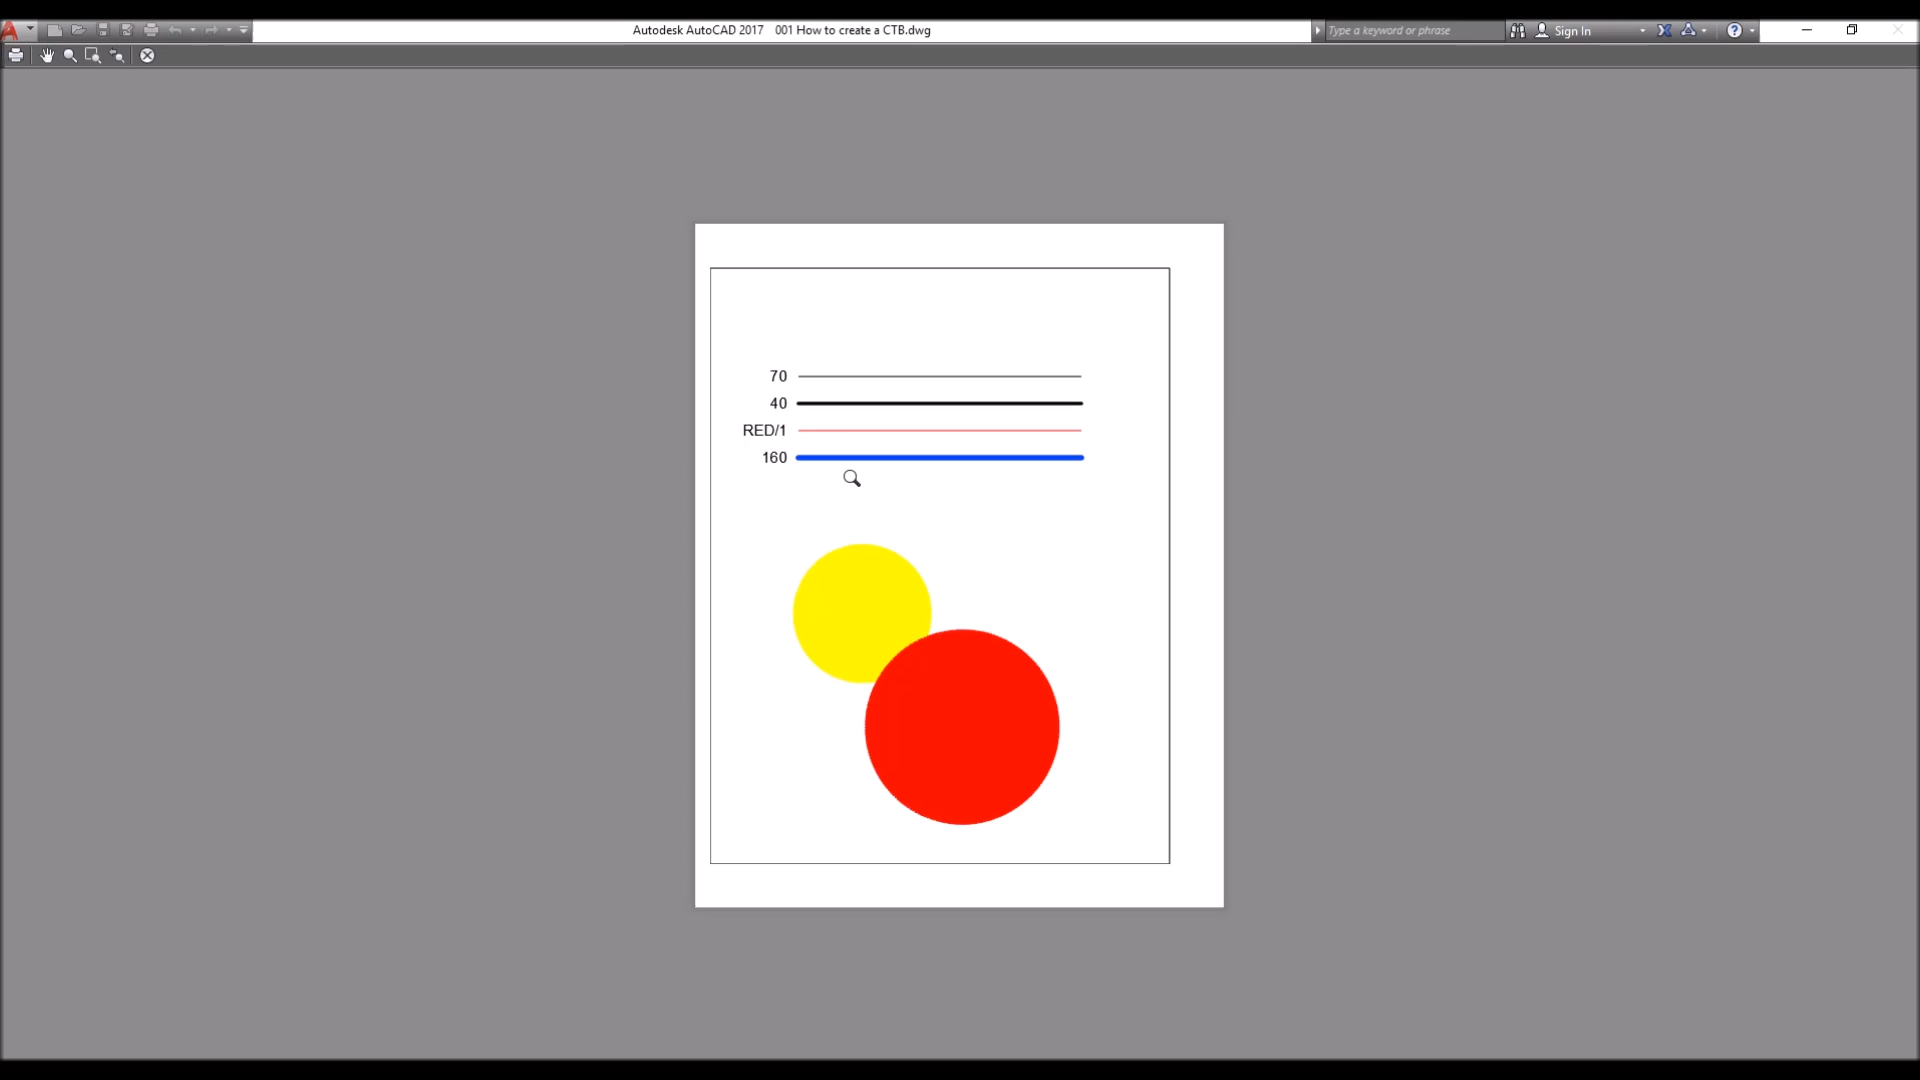 Autodesk AutoCAD 2017 001 How to create a CTB.dwg
Type a keyword or phrase
Sign In
70
40
RED/1
160